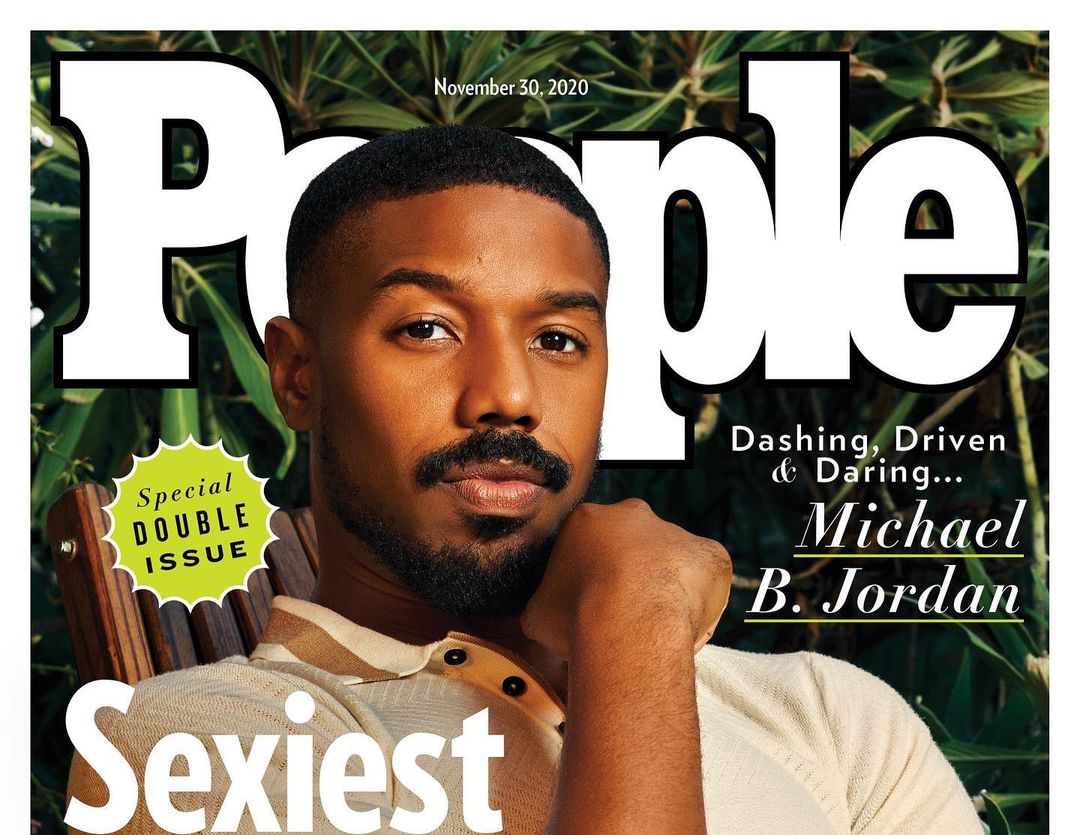 November 30, 2020
People
Special
DOUBLE
ISSUE
Dashing, Driven
& Daring...
Michael
B. Jordan
Sexiest